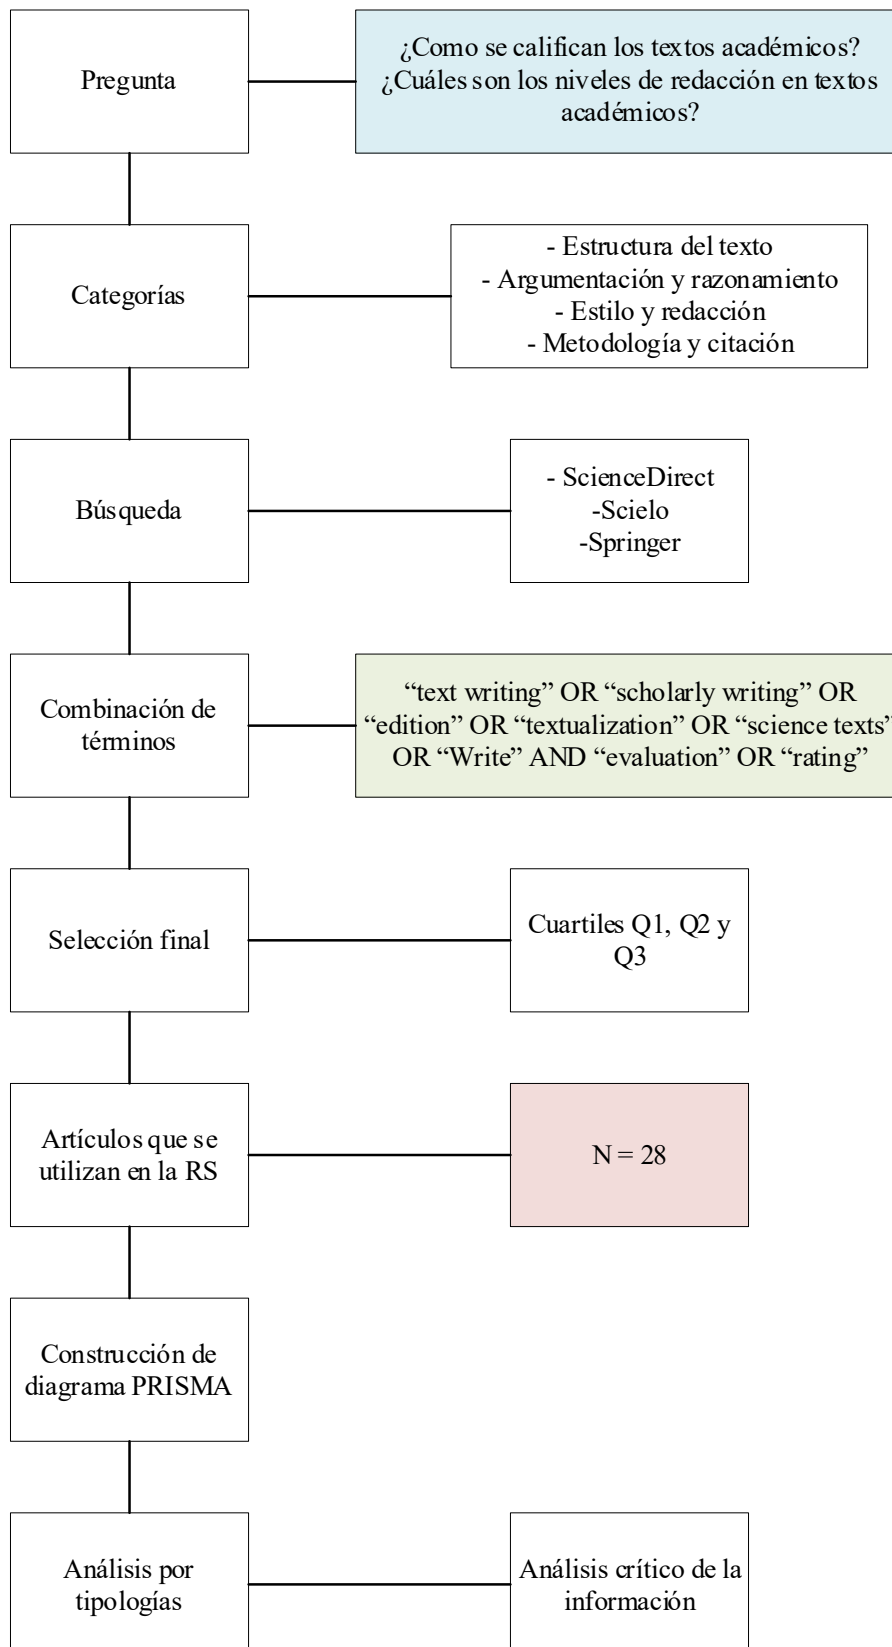 Pregunta
¿Como se califican los textos académicos?
¿Cuáles son los niveles de redacción en textos
académicos?
Categorías
- Estructura del texto
- Argumentación y razonamiento
- Estilo y redacción
- Metodología y citación
Búsqueda
- ScienceDirect
-Scielo
-Springer
Combinación de
términos
“text writing” OR “scholarly writing” OR
“edition” OR “textualization” OR “science texts”
OR “Write” AND “evaluation” OR “rating”
Selección final
Cuartiles Q1, Q2 y
Q3
Artículos que se
utilizan en la RS
N = 28
Construcción de
diagrama PRISMA
Análisis por
tipologías
Análisis crítico de la
información